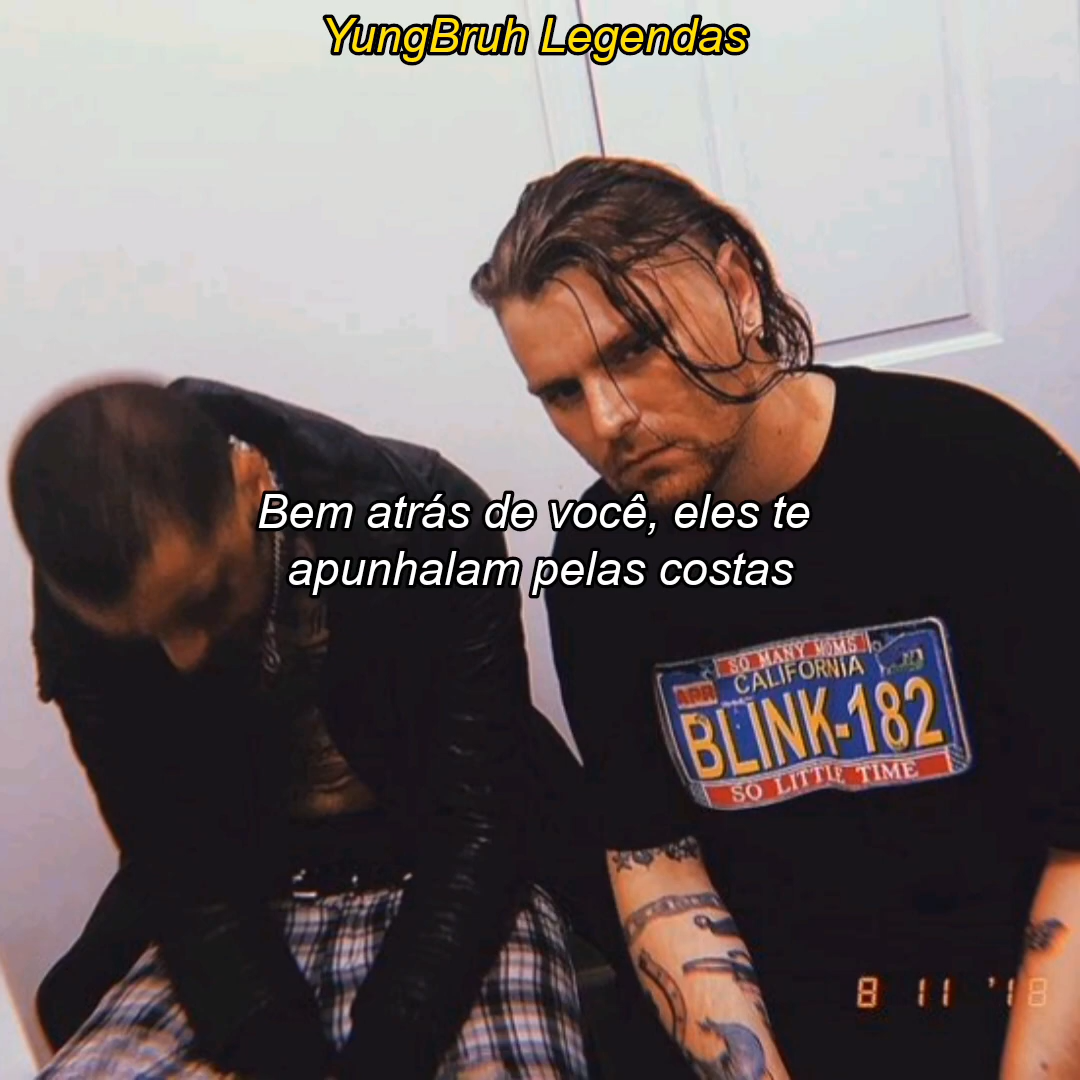 YungBruh Legendas
Bem atrás de você, eles te
apunhalam pelas costas
SO MANY MOMS
CALIFORNIA
APR
BLINK-182
SO LITTLE TIME
8 11 '18